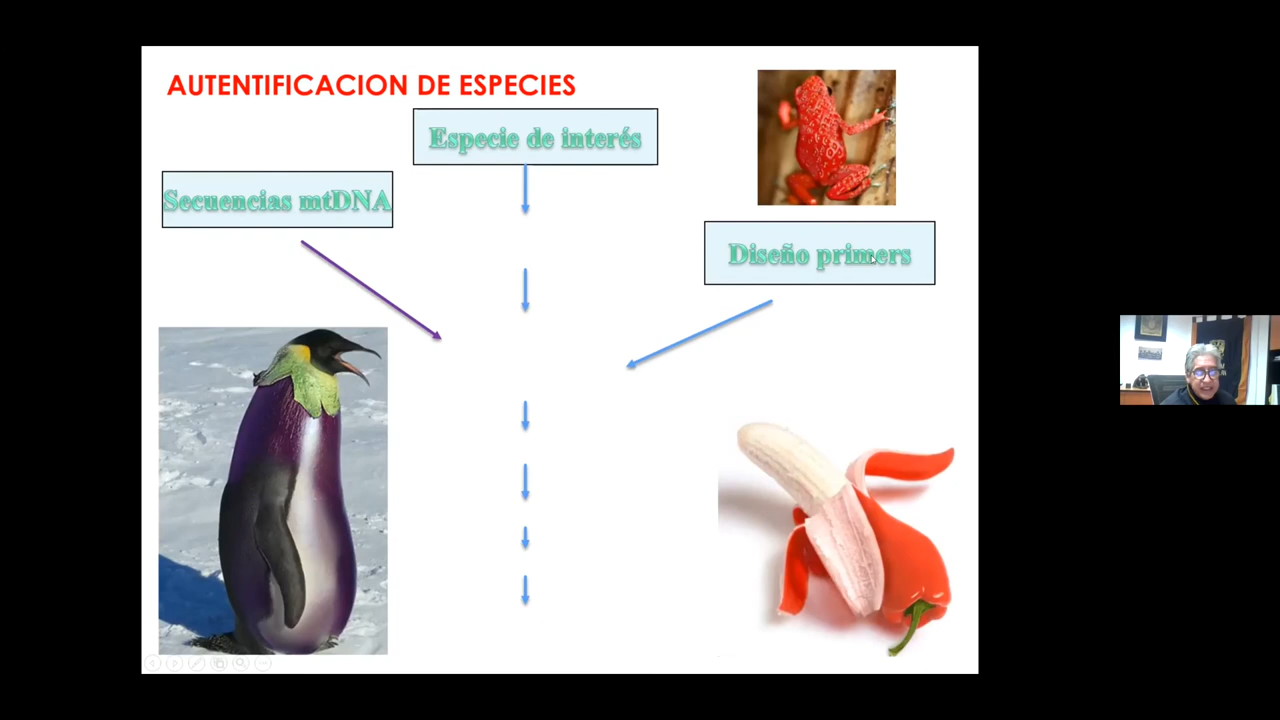 AUTENTIFICACION DE ESPECIES
Especie de interés
Secuencias mtDNA
Diseño primers